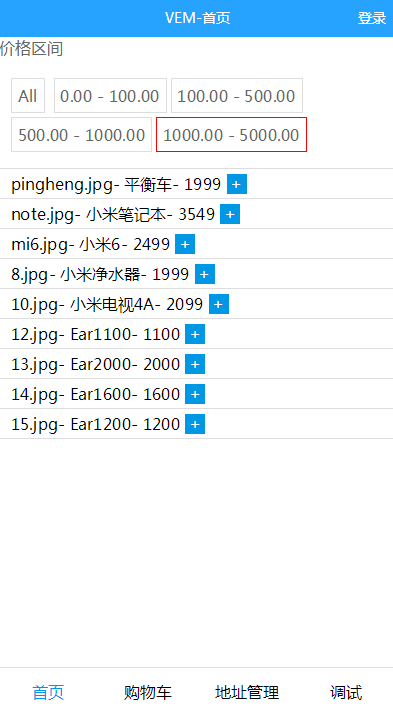 VEM-首页 登录
价格区间
All 0.00 - 100.00 100.00 - 500.00
500.00 - 1000.00 1000.00 - 5000.00
pingheng.jpg- 平衡车- 1999 +
note.jpg- 小米笔记本- 3549 +
mi6.jpg- 小米6- 2499 +
8.jpg- 小米净水器- 1999 +
10.jpg- 小米电视4A- 2099 +
12.jpg- Ear1100- 1100 +
13.jpg- Ear2000- 2000 +
14.jpg- Ear1600- 1600 +
15.jpg- Ear1200- 1200 +
首页 购物车 地址管理 调试